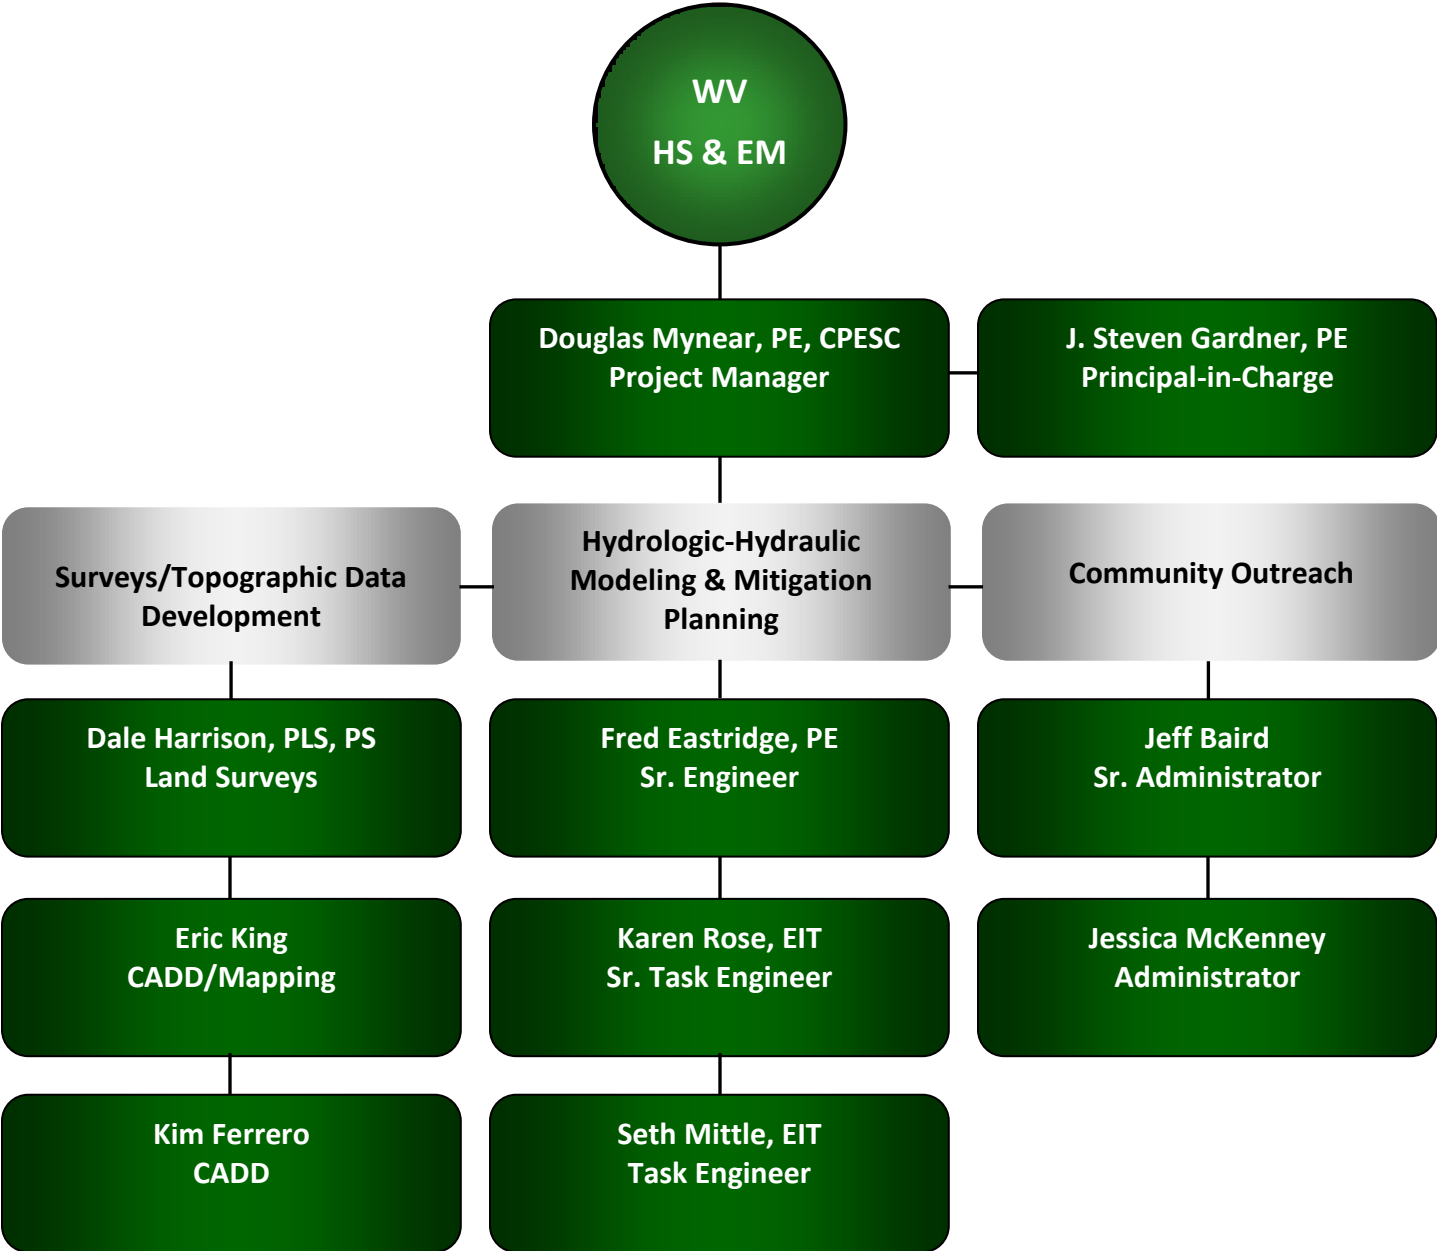 WV
HS & EM
Douglas Mynear, PE, CPESC
Project Manager
J. Steven Gardner, PE
Principal-in-Charge
Surveys/Topographic Data
Development
Hydrologic-Hydraulic
Modeling & Mitigation
Planning
Community Outreach
Dale Harrison, PLS, PS
Land Surveys
Fred Eastridge, PE
Sr. Engineer
Jeff Baird
Sr. Administrator
Eric King
CADD/Mapping
Karen Rose, EIT
Sr. Task Engineer
Jessica McKenney
Administrator
Kim Ferrero
CADD
Seth Mittle, EIT
Task Engineer